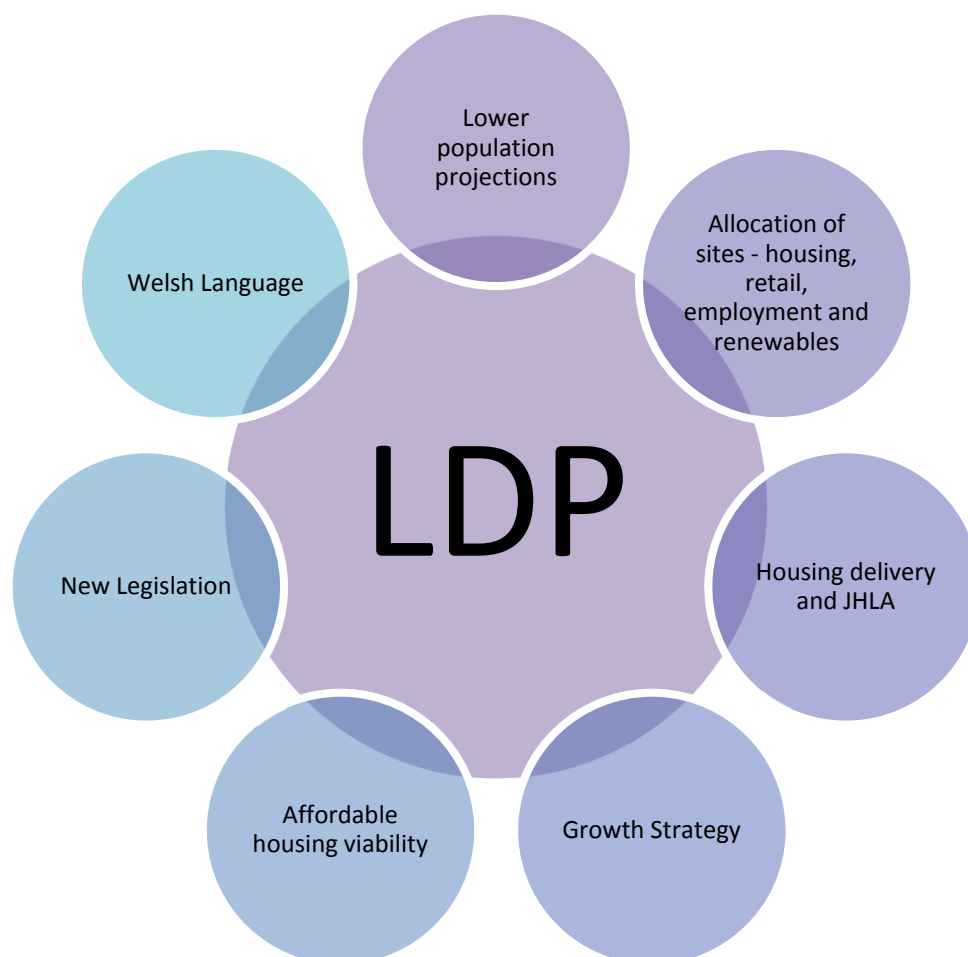 Lower
population
projections
Allocation of
sites - housing,
retail,
employment and
renewables
Welsh Language
LDP
New Legislation
Housing delivery
and JHLA
Affordable
housing viability
Growth Strategy